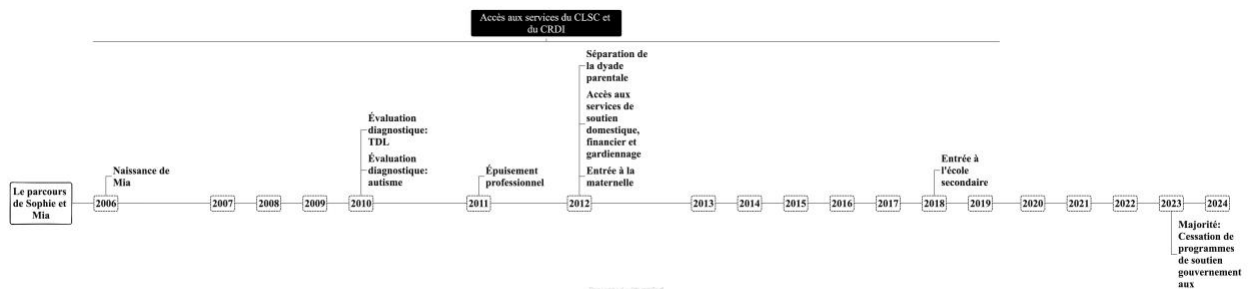 Accès aux services du CLSC et
du CRDI
Séparation de
la dyade
parentale
Accès aux
services de
soutien
domestique,
financier et
gardiennage
Entrée à la
maternelle
Évaluation
diagnostique:
TDL
Évaluation
diagnostique:
autisme
Naissance de
Mia
Épuisement
professionnel
Entrée à
l'école
secondaire
Le parcours
de Sophie et
Mia
2006
2007
2008
2009
2010
2011
2012
2013
2014
2015
2016
2017
2018
2019
2020
2021
2022
2023
2024
Majorité:
Cessation de
programmes
de soutien
gouvernement
aux